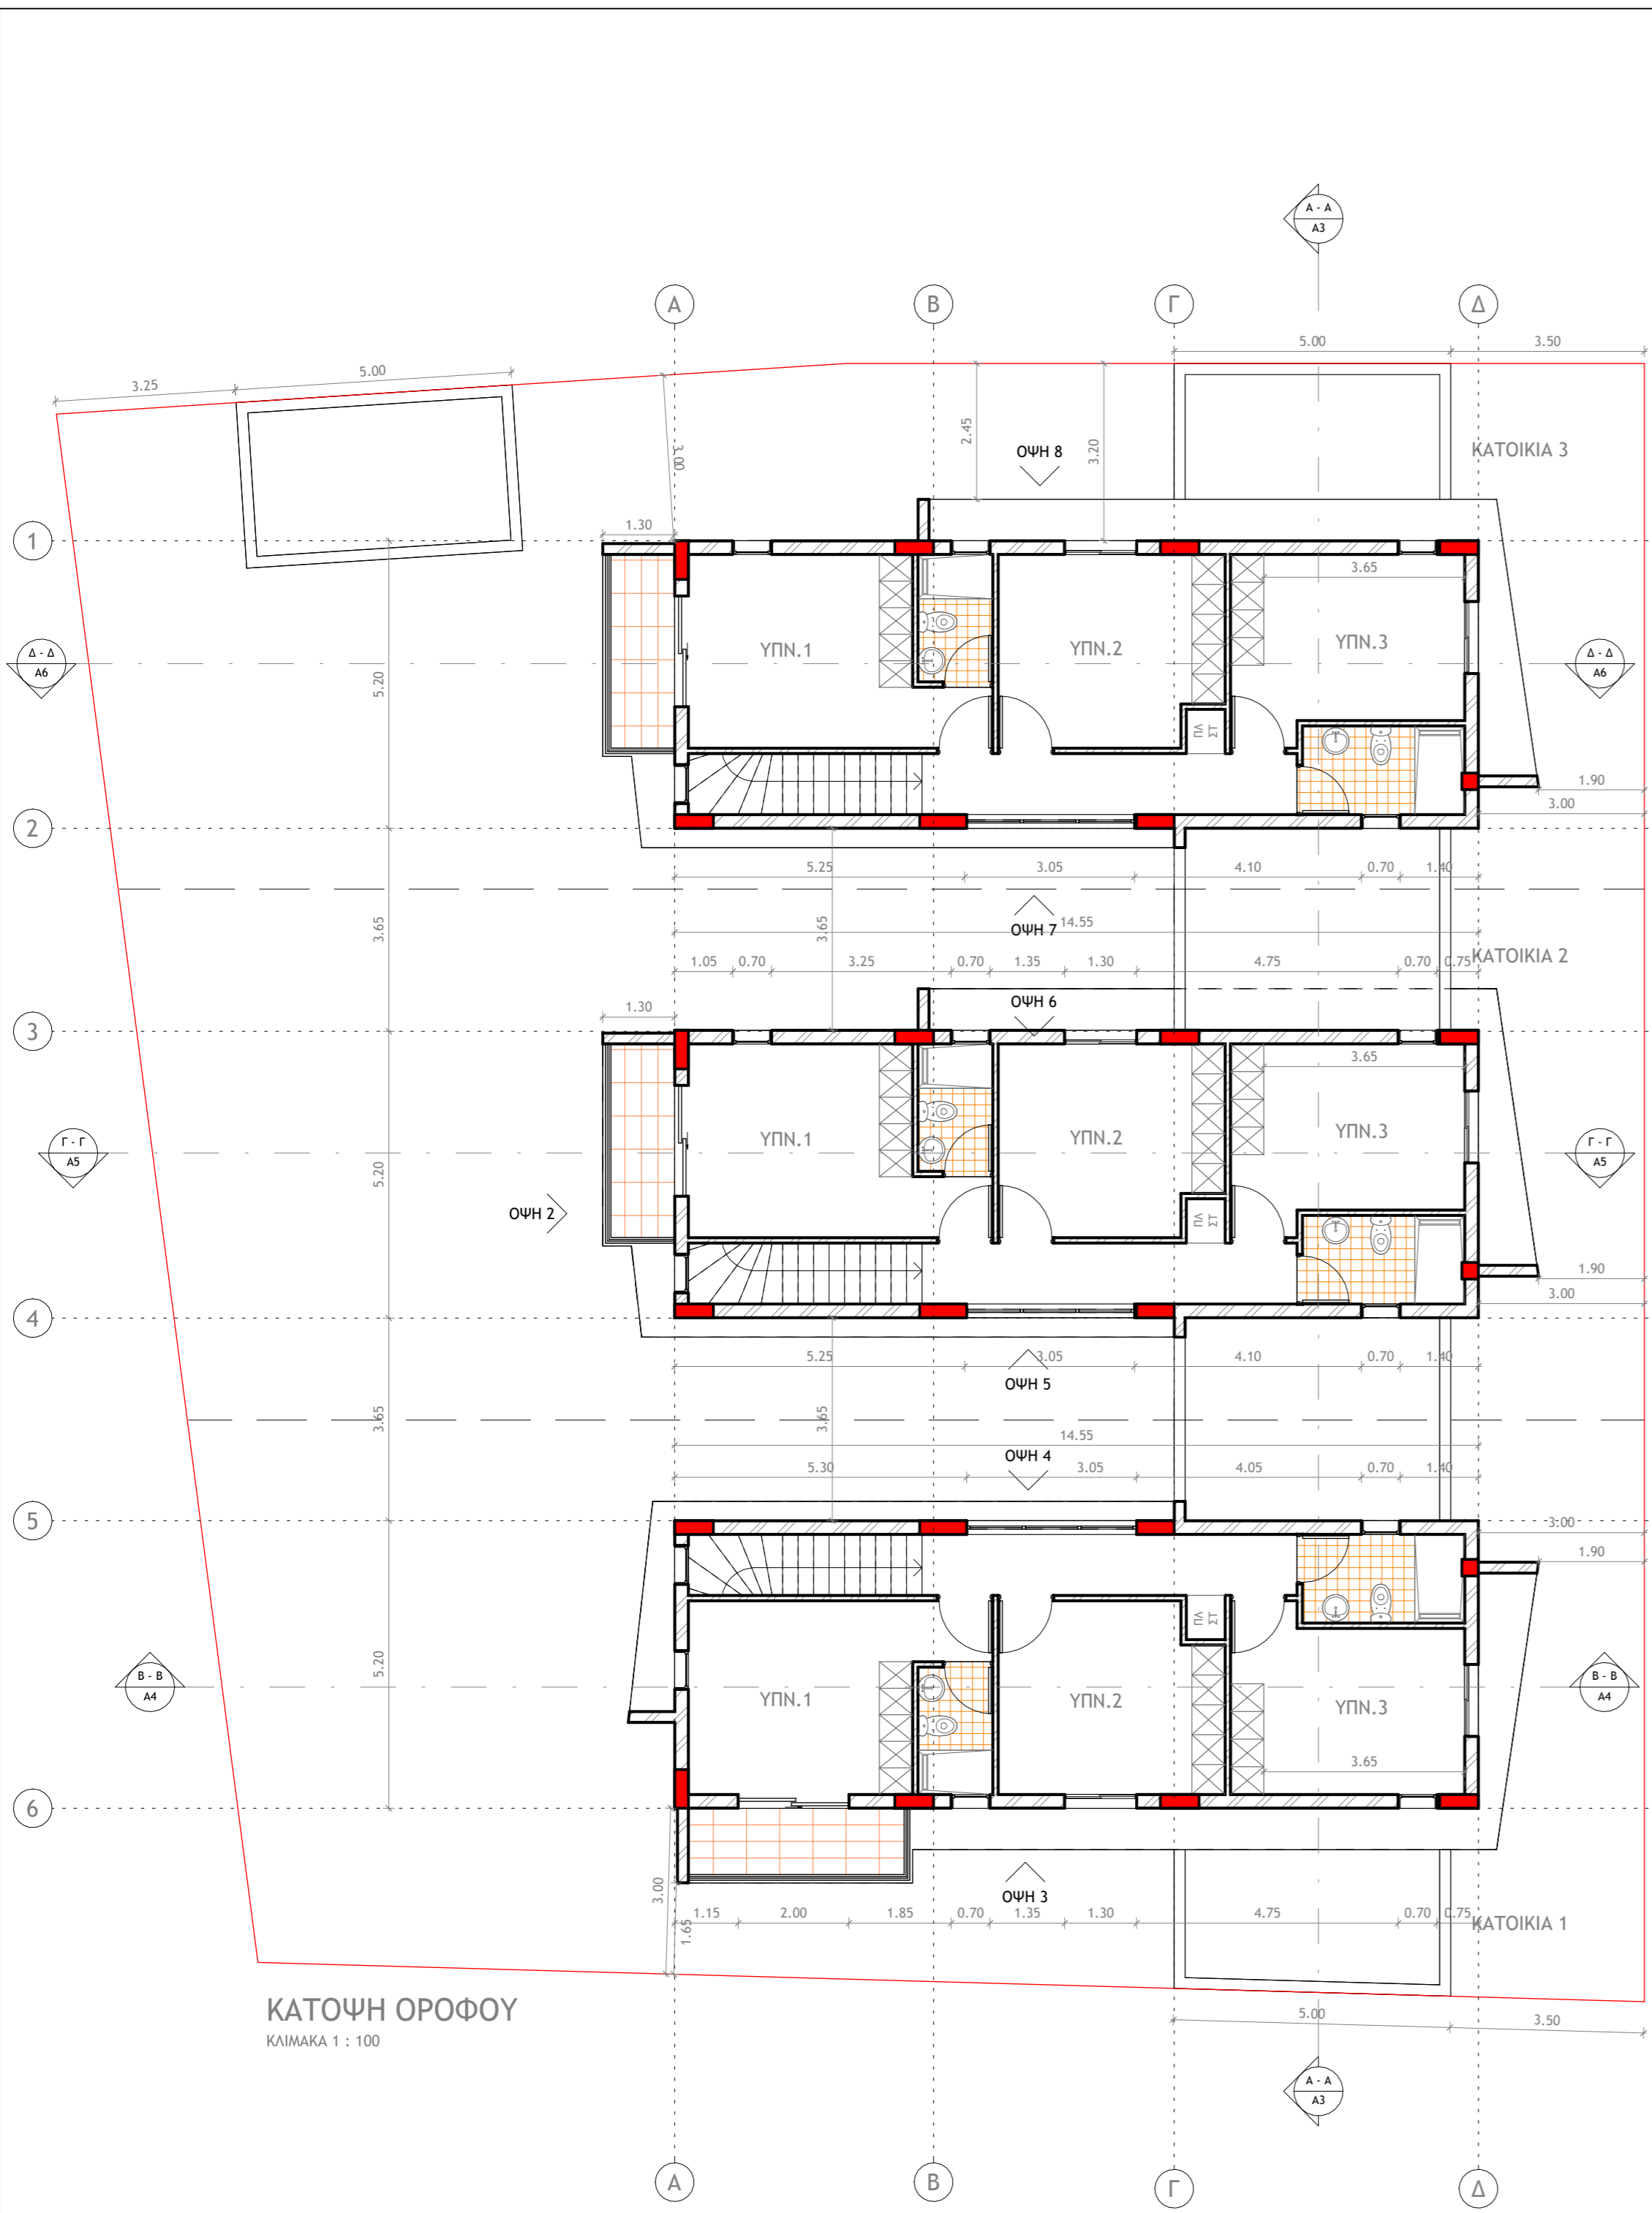 Α - Α
Α3
Α
Β
Γ
Δ
5.00
3.50
3.25
5.00
3.00
2.45
ΟΨΗ 8
3.20
ΚΑΤΟΙΚΙΑ 3
1
1.30
3.65
Δ - Δ
Α6
5.20
ΥΠΝ.1
ΥΠΝ.2
ΥΠΝ.3
Δ - Δ
Α6
ΠΛ
ΣΤ
1.90
3.00
2
5.25
3.05
4.10
0.70
1.40
3.65
3.65
ΟΨΗ 7
14.55
ΚΑΤΟΙΚΙΑ 2
1.05
0.70
3.25
0.70
1.35
1.30
4.75
0.70
0.75
1.30
ΟΨΗ 6
3
3.65
Γ - Γ
Α5
5.20
ΥΠΝ.1
ΥΠΝ.2
ΥΠΝ.3
Γ - Γ
Α5
ΟΨΗ 2
ΠΛ
ΣΤ
1.90
3.00
4
5.25
3.05
4.10
0.70
1.40
ΟΨΗ 5
3.65
3.65
14.55
ΟΨΗ 4
5.30
3.05
4.05
0.70
1.40
5
3.00
1.90
ΠΛ
ΣΤ
Β - Β
Α4
5.20
ΥΠΝ.1
ΥΠΝ.2
ΥΠΝ.3
Β - Β
Α4
3.65
6
3.00
1.65
ΟΨΗ 3
1.15
2.00
1.85
0.70
1.35
1.30
4.75
0.70
0.75
ΚΑΤΟΙΚΙΑ 1
ΚΑΤΟΨΗ ΟΡΟΦΟΥ
ΚΛΙΜΑΚΑ 1 : 100
5.00
3.50
Α - Α
Α3
Α
Β
Γ
Δ